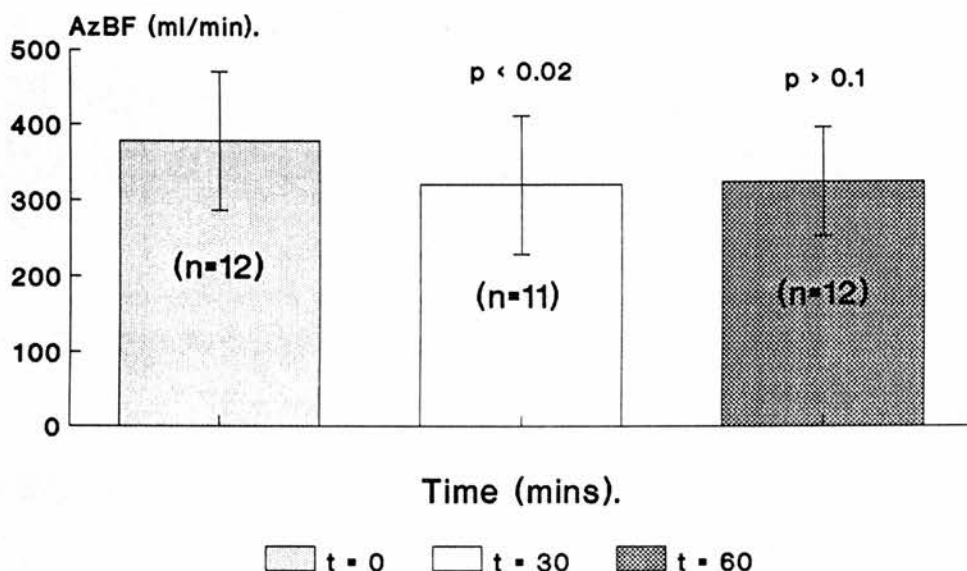 AzBF (ml/min).
500
400
300
200
100
0
p < 0.02
p > 0.1
(n=12)
(n=11)
(n=12)
Time (mins).
t = 0 t = 30 t = 60